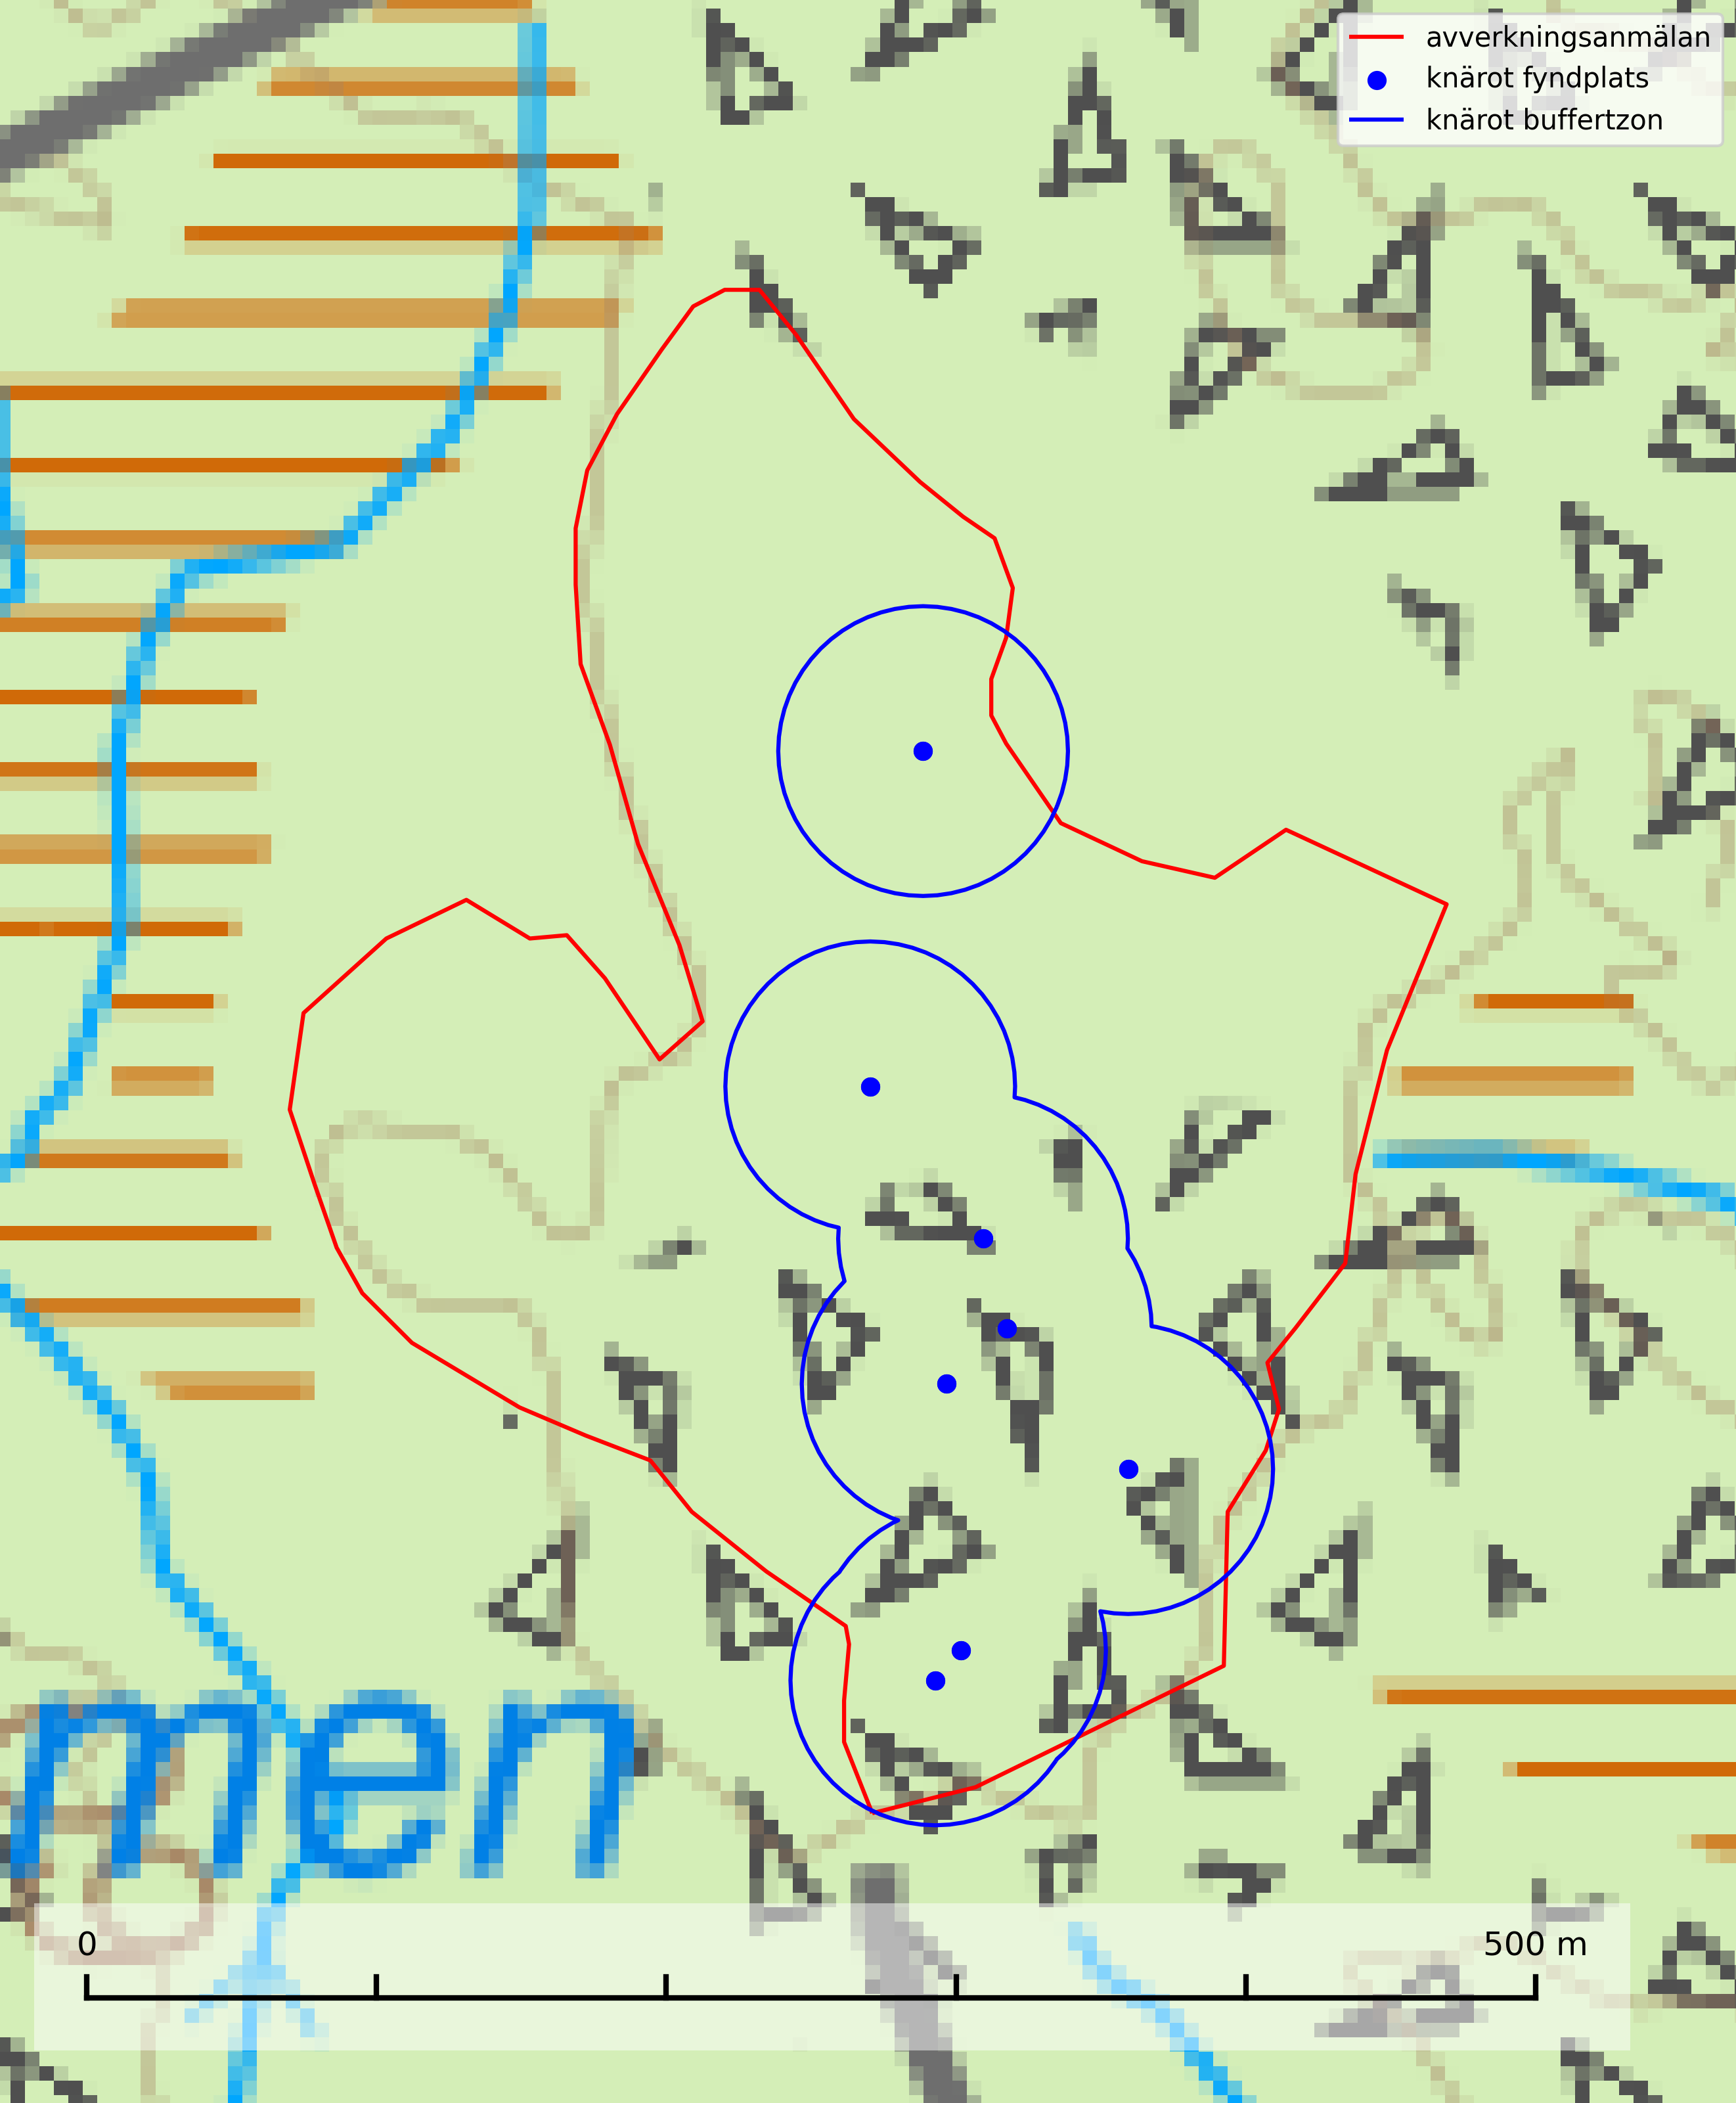 avverkningsanmälan
knärot fyndplats
knärot buffertzon
men
0 500 m